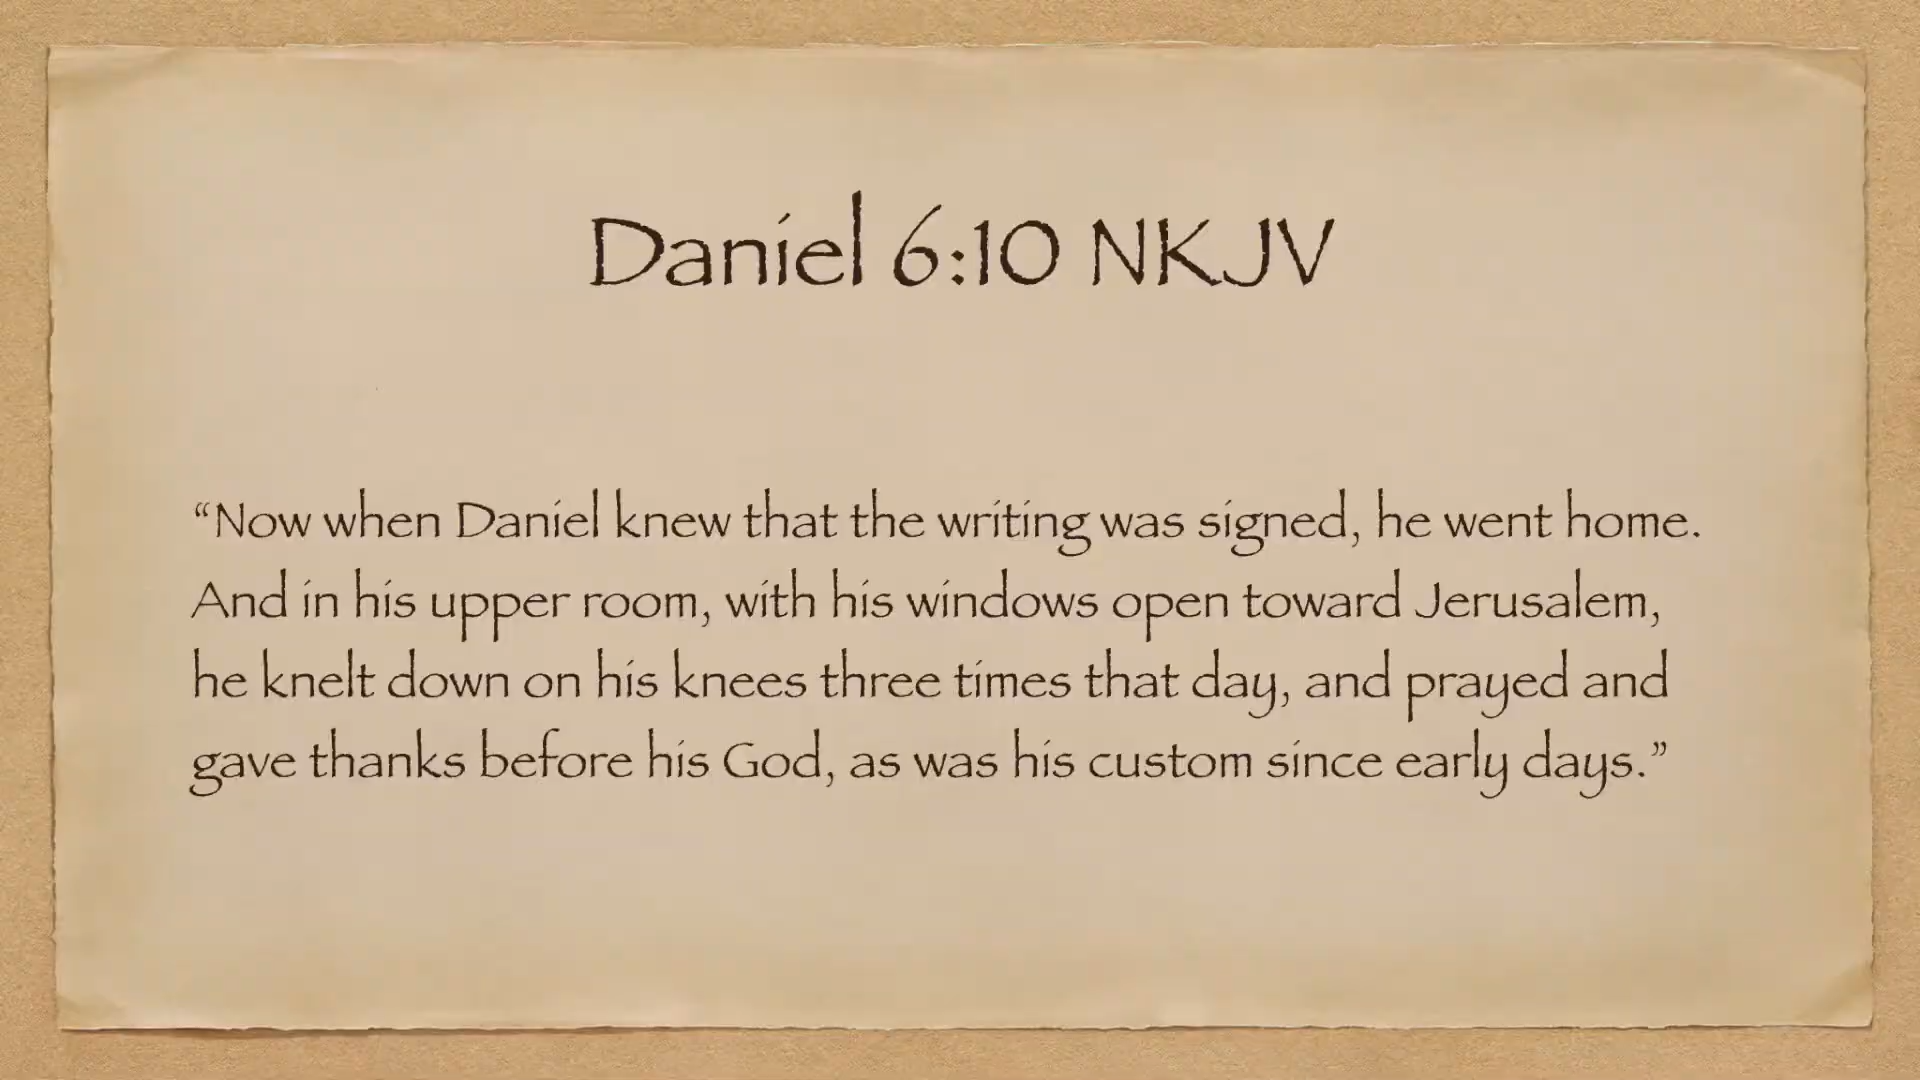 Daniel 6:10 NKJV
“Now when Daniel knew that the writing was signed, he went home.
And in his upper room, with his windows open toward Jerusalem,
he knelt down on his knees three times that day, and prayed and
gave thanks before his God, as was his custom since early days.”